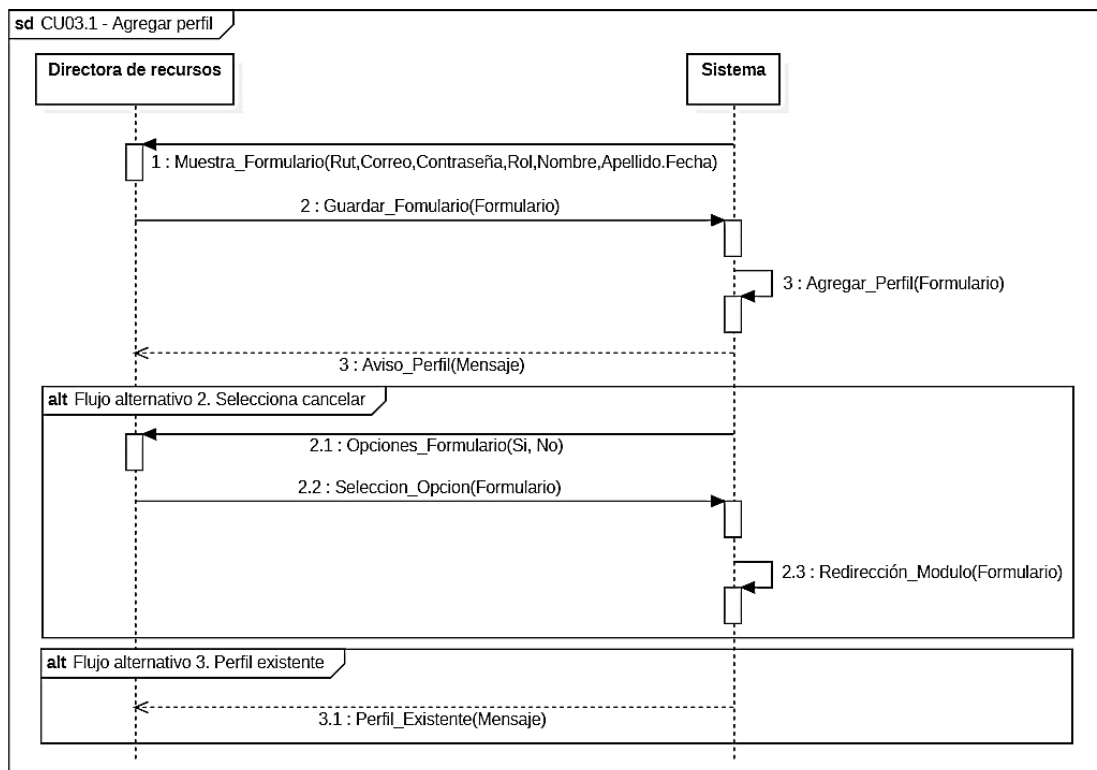 sd CU03.1 - Agregar perfil
Directora de recursos
Sistema
1 : Muestra_Formulario(Rut,Correo,Contraseña,Rol,Nombre,Apellido.Fecha)
2 : Guardar_Fomulario(Formulario)
3 : Agregar_Perfil(Formulario)
3 : Aviso_Perfil(Mensaje)
alt Flujo alternativo 2. Selecciona cancelar
2.1 : Opciones_Formulario(Si, No)
2.2 : Seleccion_Opcion(Formulario)
2.3 : Redirección_Modulo(Formulario)
alt Flujo alternativo 3. Perfil existente
3.1 : Perfil_Existente(Mensaje)